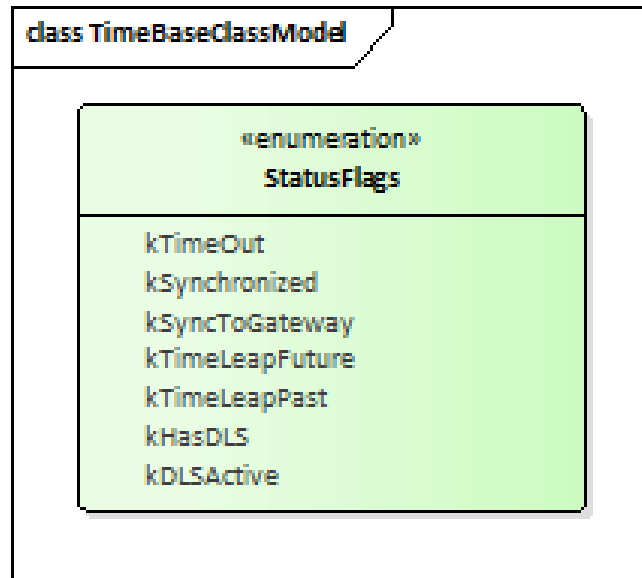 class TimeBaseClassModel
«enumeration»
StatusFlags
kTimeOut
kSynchronized
kSyncToGateway
kTimeLeapFuture
kTimeLeapPast
kHasDLS
kDLSActive